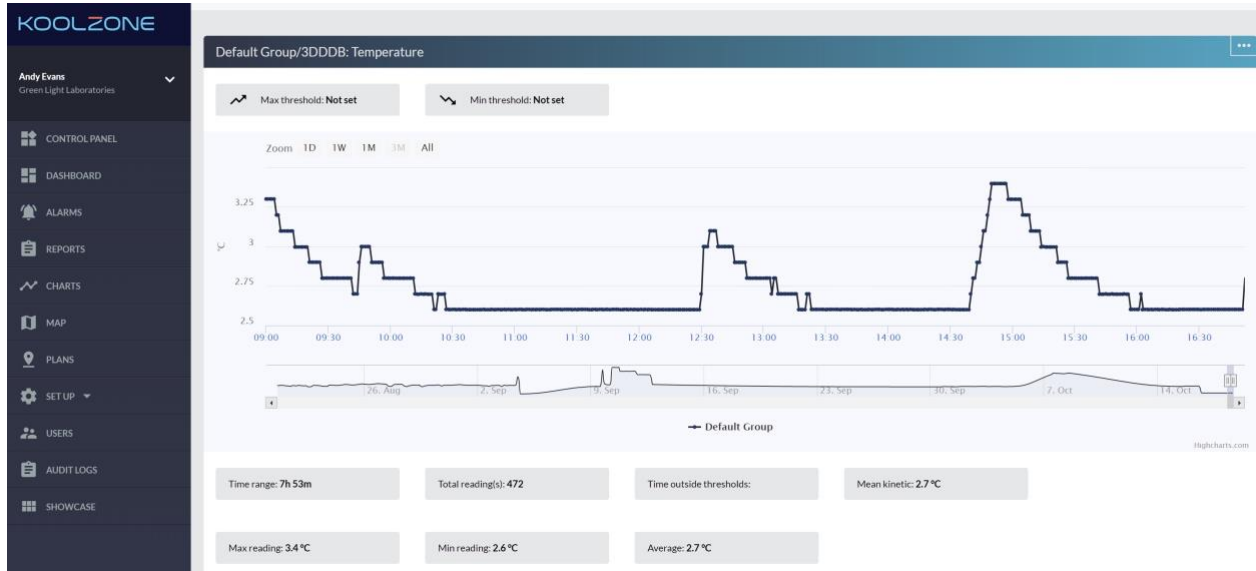 KOOLZONE
Andy Evans
Green Light Laboratories
CONTROL PANEL
DASHBOARD
ALARMS
REPORTS
CHARTS
MAP
PLANS
SET UP
USERS
AUDIT LOGS
SHOWCASE
Default Group/3DDDB: Temperature
Max threshold: Not set
Min threshold: Not set
Zoom 1D 1W 1M 3M All
°C
3.25
3
2.75
2.5
09:00 09:30 10:00 10:30 11:00 11:30 12:00 12:30 13:00 13:30 14:00 14:30 15:00 15:30 16:00 16:30
26. Aug 2. Sep 9. Sep 16. Sep 23. Sep 30. Sep 7. Oct 14. Oct
Default Group
Highcharts.com
Time range: 7h 53m
Total reading(s): 472
Time outside thresholds:
Mean kinetic: 2.7 °C
Max reading: 3.4 °C
Min reading: 2.6 °C
Average: 2.7 °C